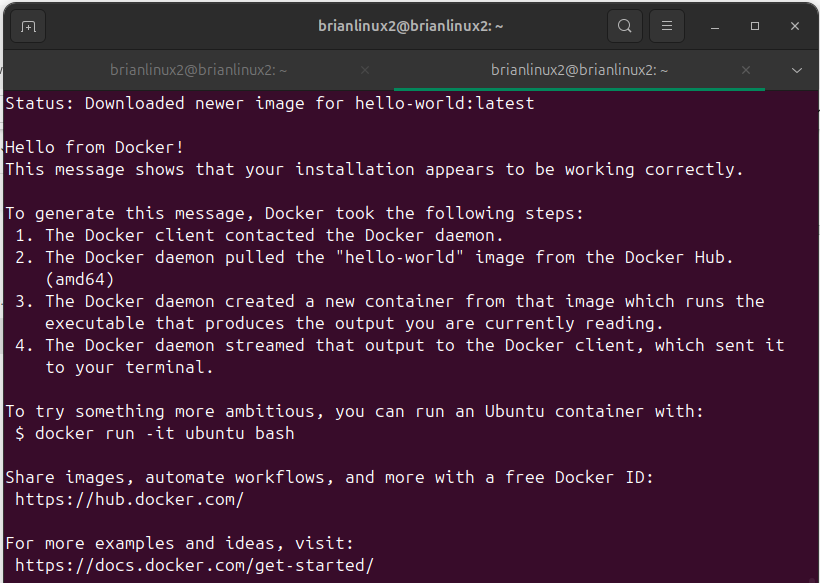 brianlinux2@brianlinux2: ~
brianlinux2@brianlinux2: ~
brianlinux2@brianlinux2: ~
Status: Downloaded newer image for hello-world:latest
Hello from Docker!
This message shows that your installation appears to be working correctly.
To generate this message, Docker took the following steps:
1. The Docker client contacted the Docker daemon.
2. The Docker daemon pulled the "hello-world" image from the Docker Hub.
(amd64)
3. The Docker daemon created a new container from that image which runs the
executable that produces the output you are currently reading.
4. The Docker daemon streamed that output to the Docker client, which sent it
to your terminal.
To try something more ambitious, you can run an Ubuntu container with:
$ docker run -it ubuntu bash
Share images, automate workflows, and more with a free Docker ID:
https://hub.docker.com/
For more examples and ideas, visit:
https://docs.docker.com/get-started/